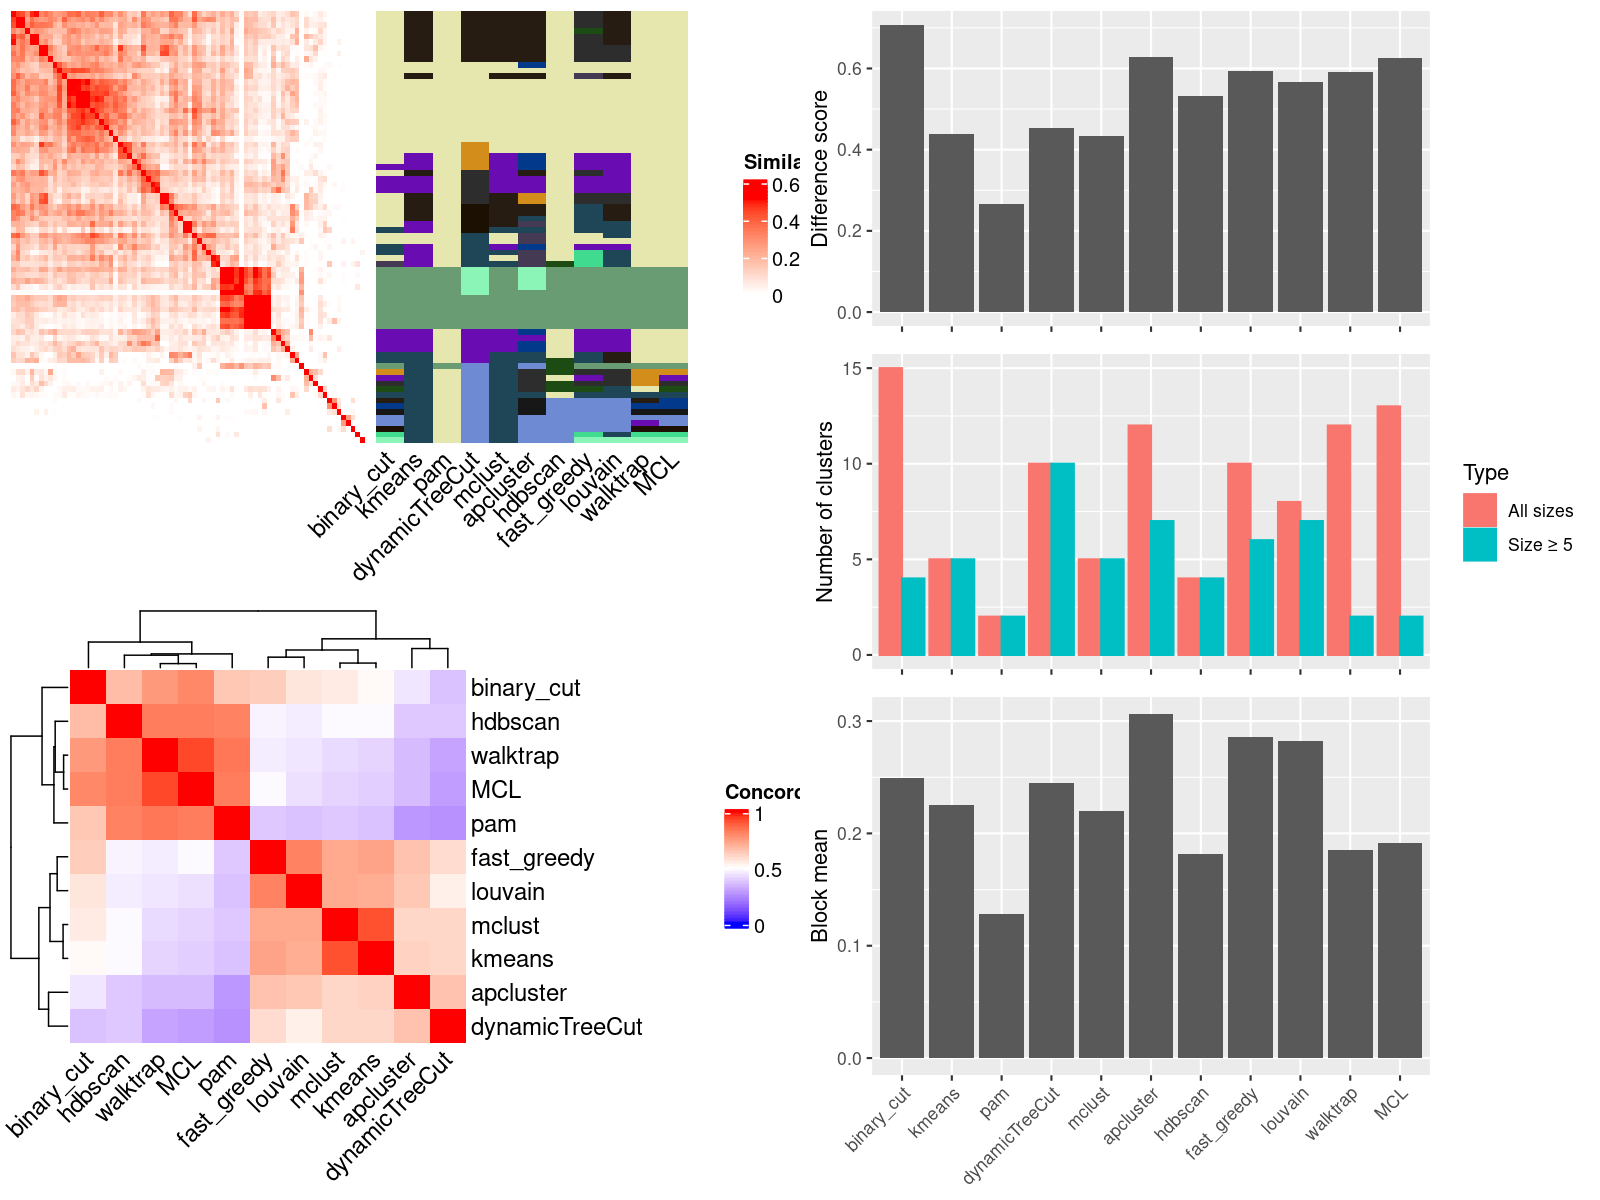 Simila
0.6
0.4
0.2
0
binary_cut
kmeans
pam
dynamicTreeCut
mclust
apcluster
hdbscan
fast_greedy
louvain
walktrap
MCL
binary_cut
hdbscan
walktrap
MCL
pam
fast_greedy
louvain
mclust
kmeans
apcluster
dynamicTreeCut
binary_cut
hdbscan
walktrap
MCL
pam
fast_greedy
louvain
mclust
kmeans
apcluster
dynamicTreeCut
Concord
1
0.5
0
Difference score
0.6
0.4
0.2
0.0
Number of clusters
15
10
5
0
Type
All sizes
Size ≥ 5
Block mean
0.3
0.2
0.1
0.0
binary_cut
kmeans
pam
dynamicTreeCut
mclust
apcluster
hdbscan
fast_greedy
louvain
walktrap
MCL